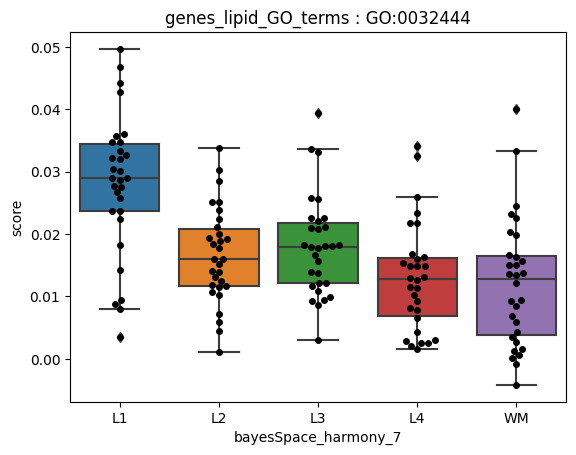 genes_lipid_GO_terms : GO:0032444
0.05
0.04
0.03
0.02
0.01
0.00
score
L1 L2 L3 L4 WM
bayesSpace_harmony_7